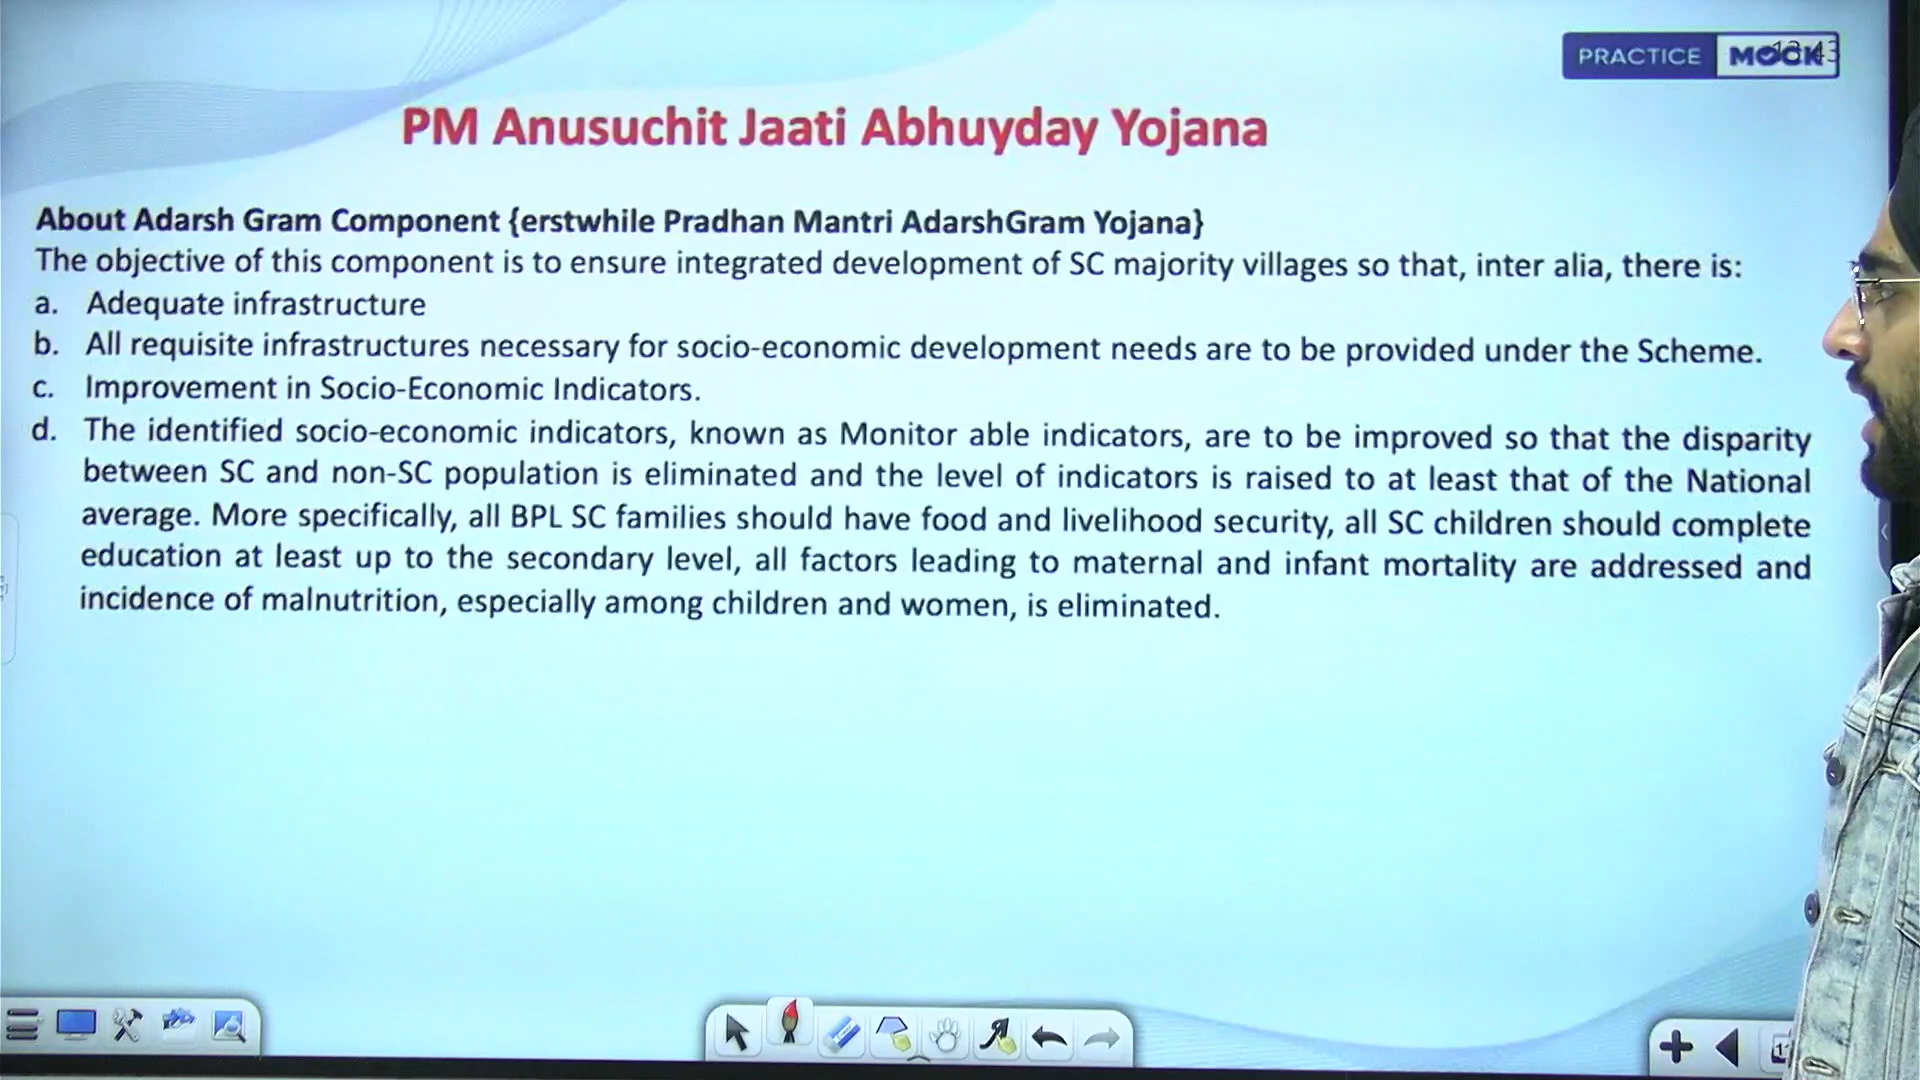 PRACTICE MOCK
13:43
PM Anusuchit Jaati Abhuyday Yojana
About Adarsh Gram Component {erstwhile Pradhan Mantri AdarshGram Yojana}
The objective of this component is to ensure integrated development of SC majority villages so that, inter alia, there is:
a. Adequate infrastructure
b. All requisite infrastructures necessary for socio-economic development needs are to be provided under the Scheme.
c. Improvement in Socio-Economic Indicators.
d. The identified socio-economic indicators, known as Monitor able indicators, are to be improved so that the disparity
between SC and non-SC population is eliminated and the level of indicators is raised to at least that of the National
average. More specifically, all BPL SC families should have food and livelihood security, all SC children should complete
education at least up to the secondary level, all factors leading to maternal and infant mortality are addressed and
incidence of malnutrition, especially among children and women, is eliminated.